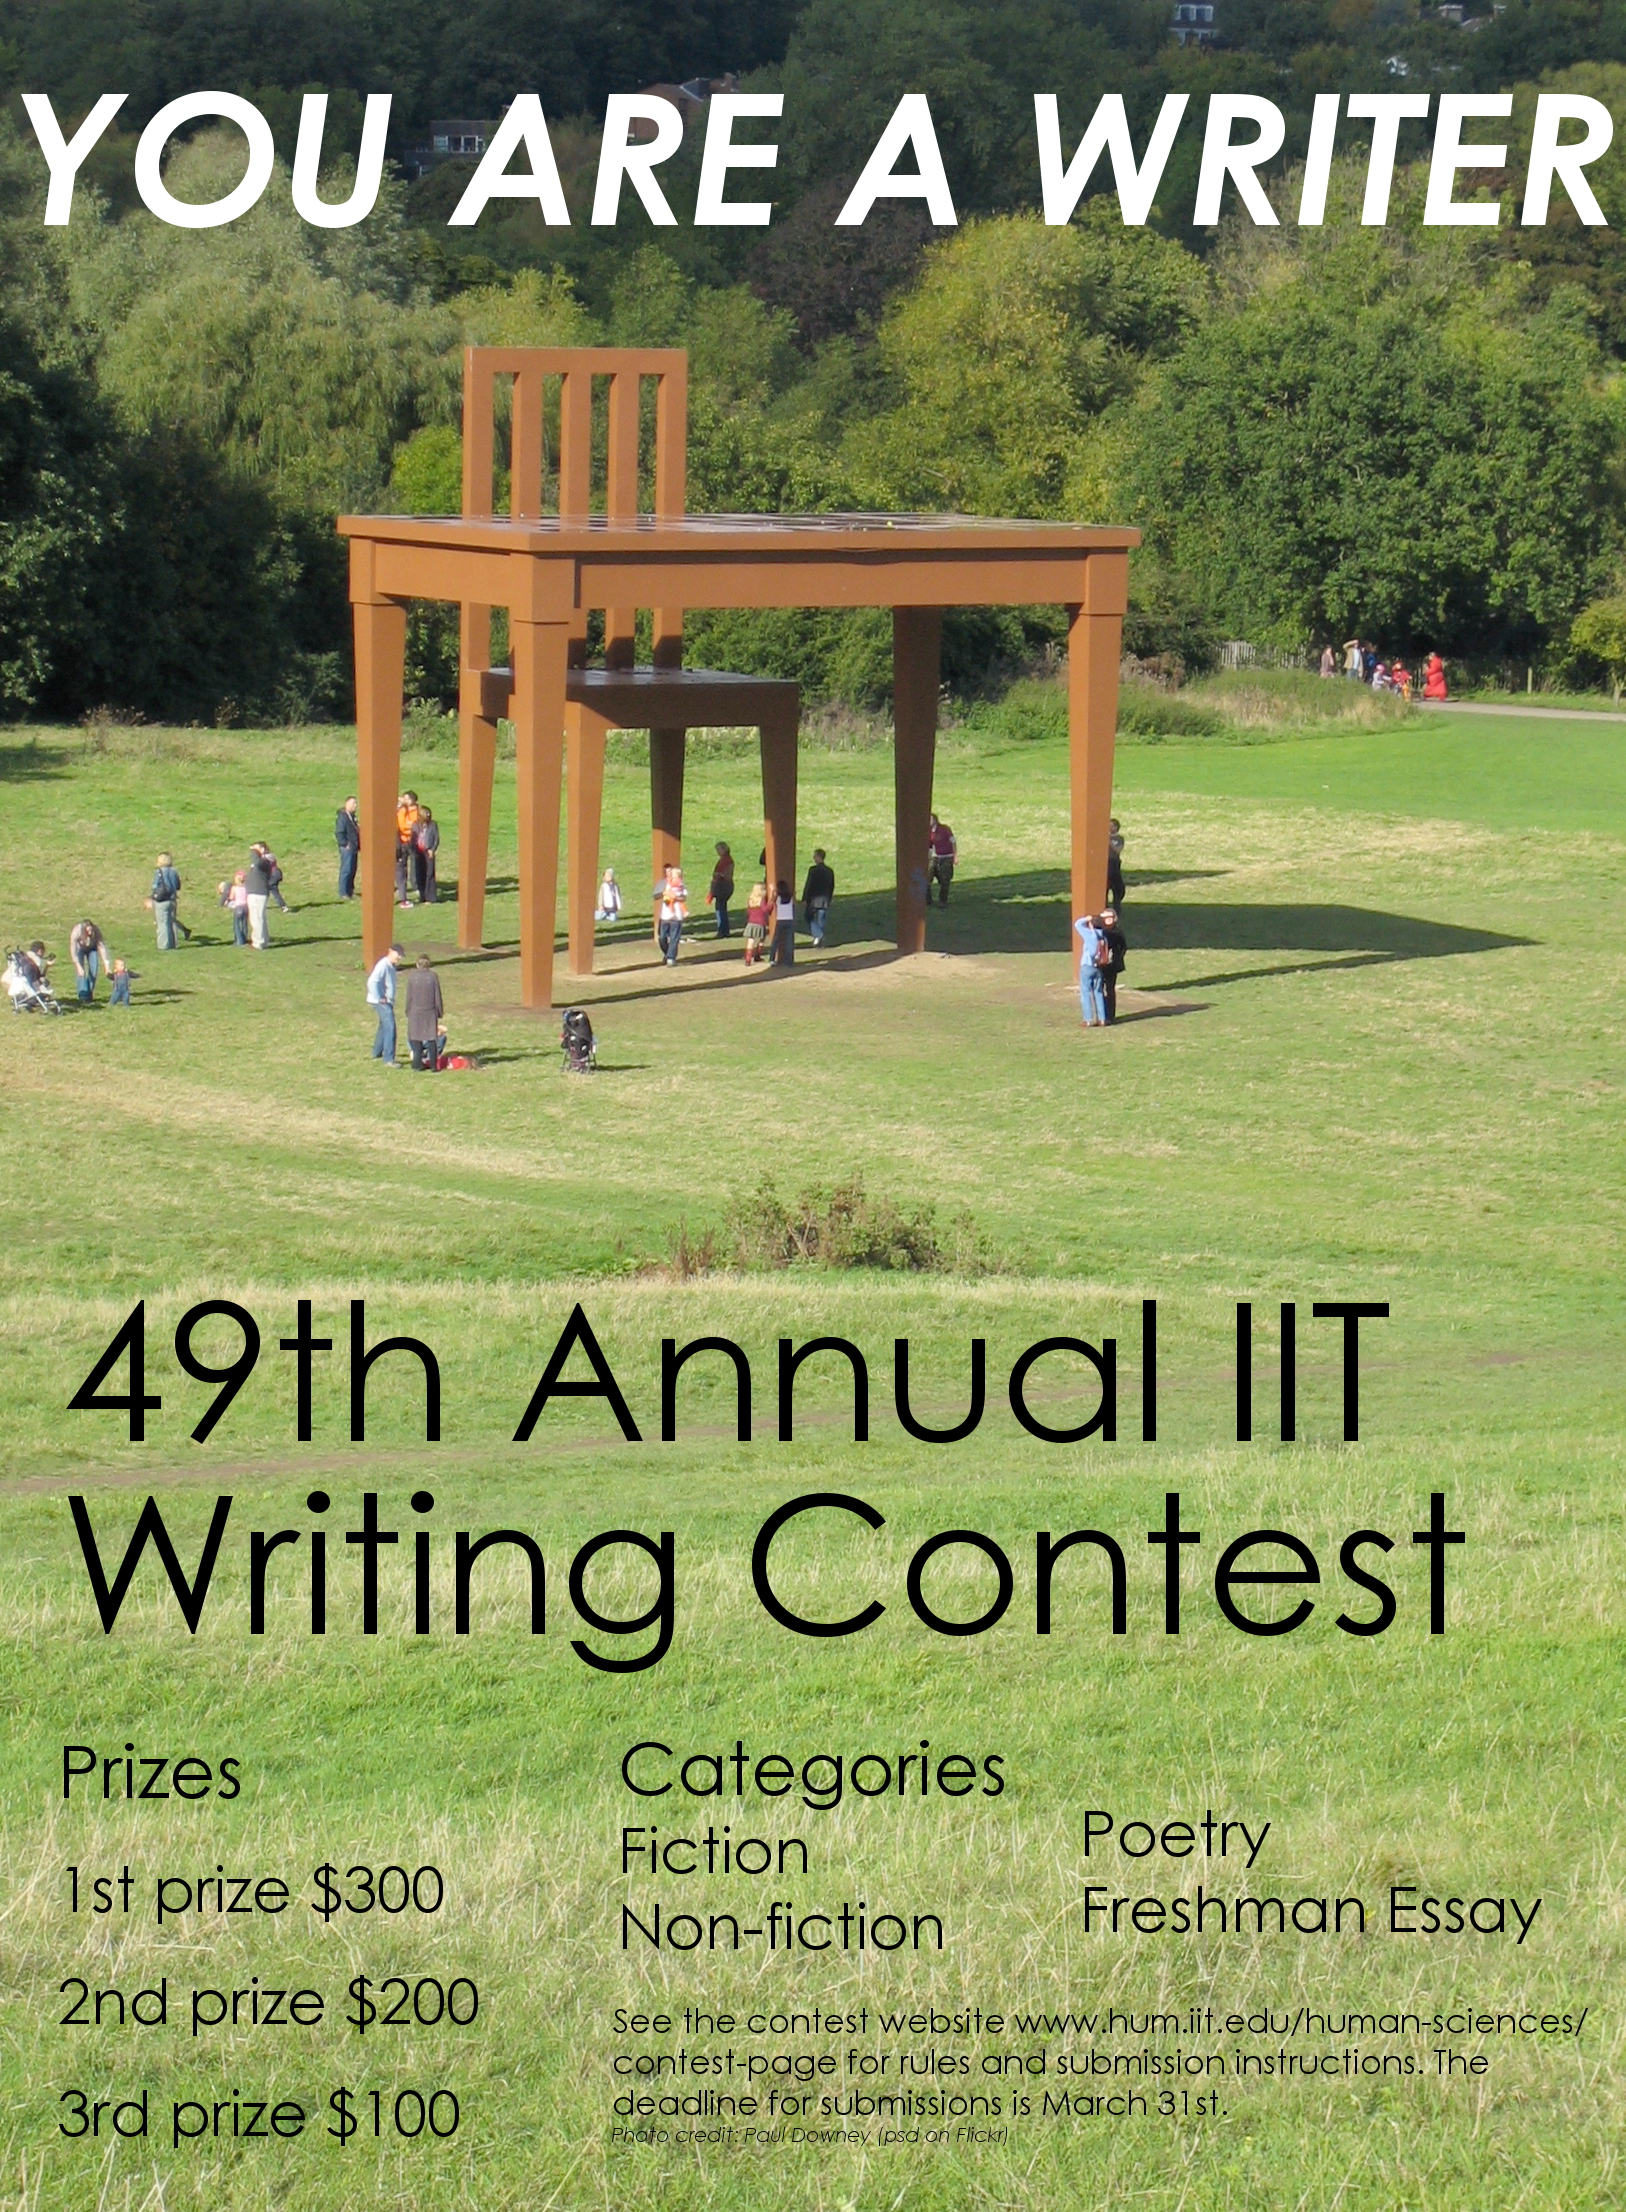 YOU ARE A WRITER
49th Annual IIT
Writing Contest
Prizes
1st prize $300
2nd prize $200
3rd prize $100
Categories
Fiction
Non-fiction
Poetry
Freshman Essay
See the contest website www.hum.iit.edu/human-sciences/
contest-page for rules and submission instructions. The
deadline for submissions is March 31st.
Photo credit: Paul Downey (psd on Flickr)